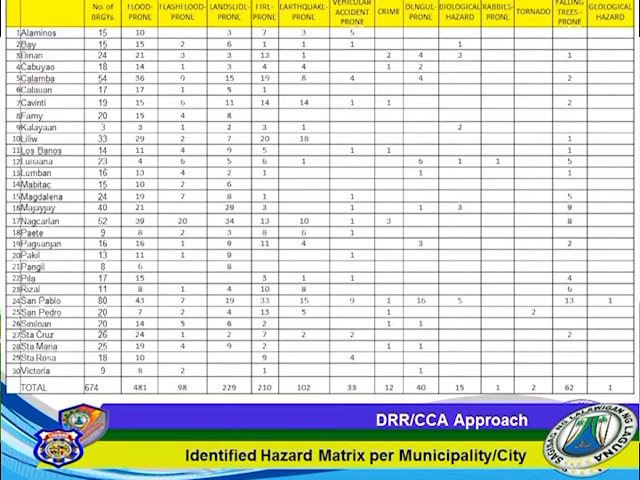 No. of BRGYs FLOOD-PRONE FLASHFLOOD-PRONE LANDSLIDE-PRONE FIRE-PRONE EARTHQUAKE-PRONE VEHICULAR ACCIDENT PRONE CRIME DENGUE-PRONE BIOLOGICAL HAZARD RABBIES-PRONE TORNADO FALLING TREES-PRONE GEOLOGICAL HAZARD
1 Alaminos 15 10 3 7 3 5
2 Bay 15 15 2 6 1 1 1 1
3 Binan 24 21 3 3 13 1 2 4 3 1
4 Cabuyao 18 14 1 3 4 4 1 2
5 Calamba 54 36 9 15 19 8 4 4 2
6 Calauan 17 17 1 5 1
7 Cavinti 19 15 6 11 14 14 1 1 2
8 Famy 20 15 4 8
9 Kalayaan 3 3 1 2 3 1 2
10 Liliw 33 29 2 7 20 18 1
11 Los Banos 14 11 4 9 5 1 1 1
12 Luisiana 23 4 6 5 6 1 6 1 1 5
13 Lumban 16 13 4 2 1 1 1
14 Mabitac 15 10 2 6
15 Magdalena 24 19 7 8 1 1 5
16 Majayjay 40 21 29 3 1 1 3 9
17 Nagcarlan 52 39 20 34 13 10 1 3 8
18 Paete 9 8 2 3 8 6 1
19 Pagsanjan 16 16 1 9 11 4 3 2
20 Pakil 13 11 1 9 1
21 Pangil 8 6 8
22 Pila 17 15 3 1 1 4
23 Rizal 11 8 1 4 10 8 6
24 San Pablo 80 43 7 19 33 15 9 1 16 5 13 1
25 San Pedro 20 7 2 4 13 5 1 2
26 Siniloan 20 14 5 6 2 1 1
27 Sta Cruz 26 24 1 2 7 2 2 2
28 Sta Maria 25 19 4 9 2 1 1
29 Sta Rosa 18 10 9 4
30 Victoria 9 8 2 1 1
TOTAL 674 481 98 229 210 102 33 12 40 15 1 2 62 1
DRR/CCA Approach
Identified Hazard Matrix per Municipality/City
SAGISAG NG LALAWIGAN NG LAGUNA